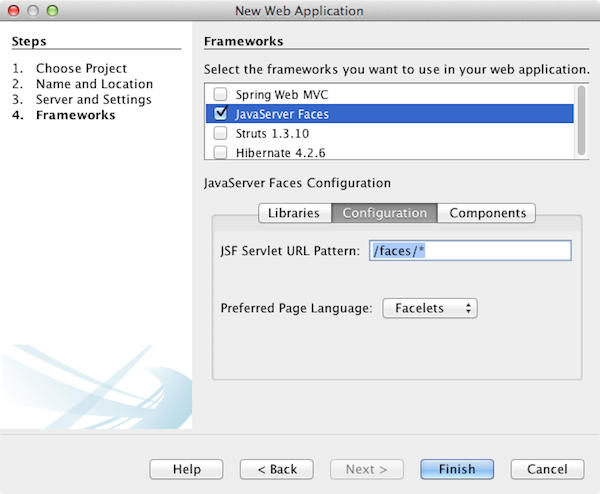 New Web Application
Steps
1. Choose Project
2. Name and Location
3. Server and Settings
4. Frameworks
Frameworks
Select the frameworks you want to use in your web application.
Spring Web MVC
JavaServer Faces
Struts 1.3.10
Hibernate 4.2.6
JavaServer Faces Configuration
Libraries Configuration Components
JSF Servlet URL Pattern: /faces/*
Preferred Page Language: Facelets
Help < Back Next > Finish Cancel